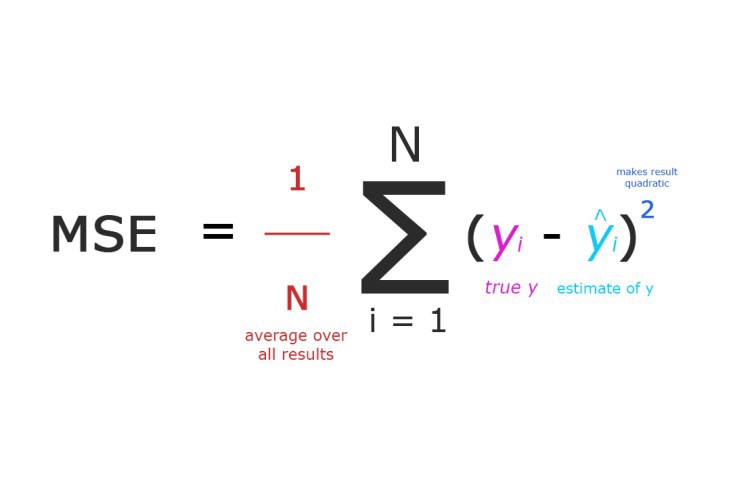 N
1
makes result
quadratic
MSE = ∑ (yᵢ - ŷᵢ)²
N
true y estimate of y
i = 1
average over
all results